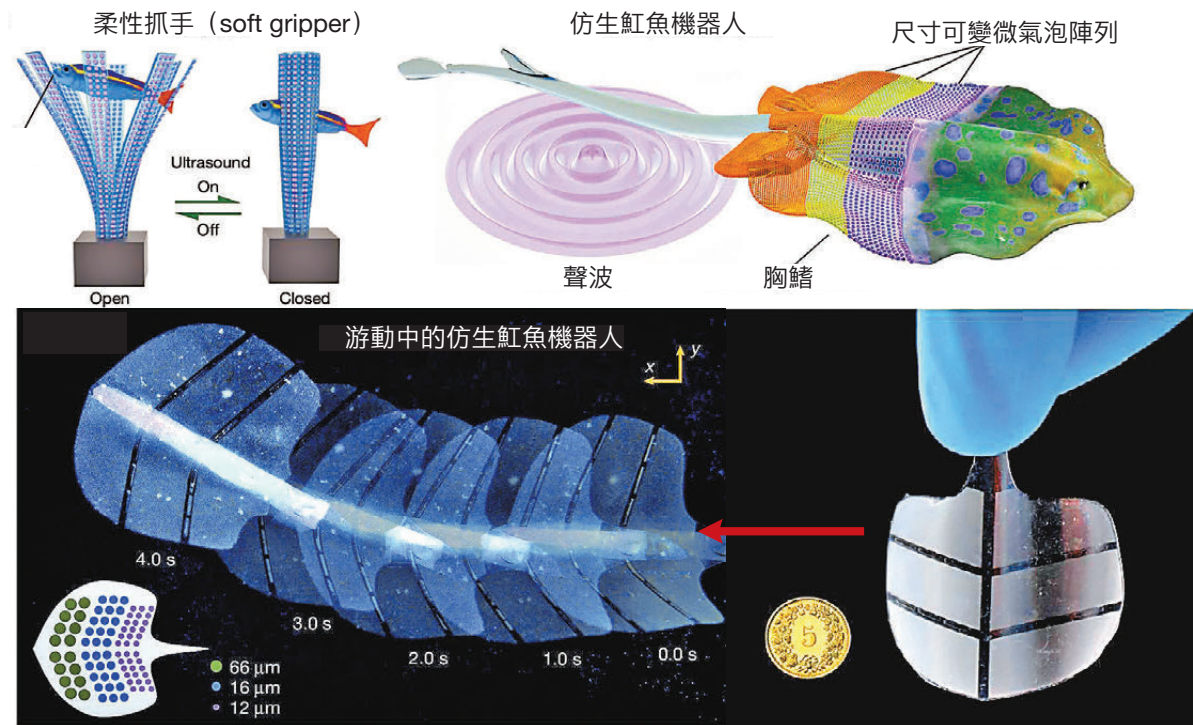 柔性抓手（soft gripper）
仿生魟魚機器人
尺寸可變微氣泡陣列
Ultrasound
On
Off
Open
Closed
聲波
胸鰭
游動中的仿生魟魚機器人
y
x
4.0 s
3.0 s
2.0 s
1.0 s
0.0 s
66 μm
16 μm
12 μm
5